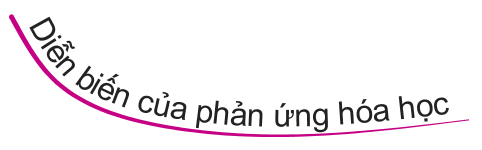 Diễn biến của phản ứng hóa học